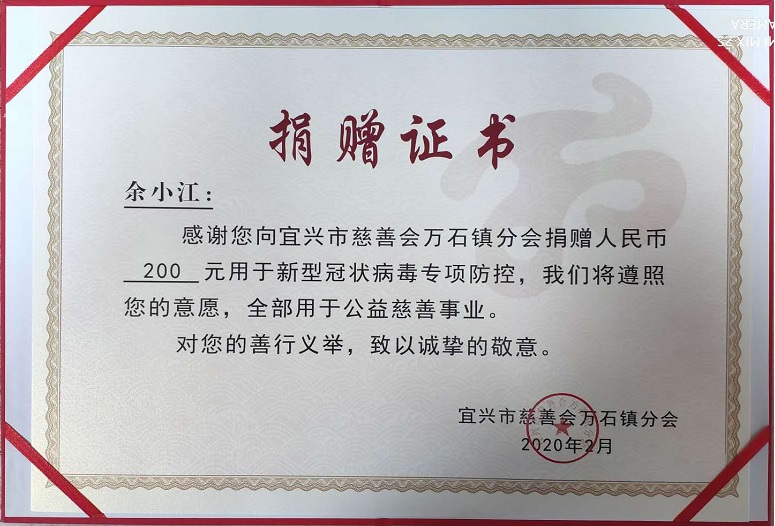 捐赠证书
余小江:
感谢您向宜兴市慈善会万石镇分会捐赠人民币
200 元用于新型冠状病毒专项防控，我们将遵照
您的意愿，全部用于公益慈善事业。
对您的善行义举，致以诚挚的敬意。
宜兴市慈善会万石镇分会
2020年2月